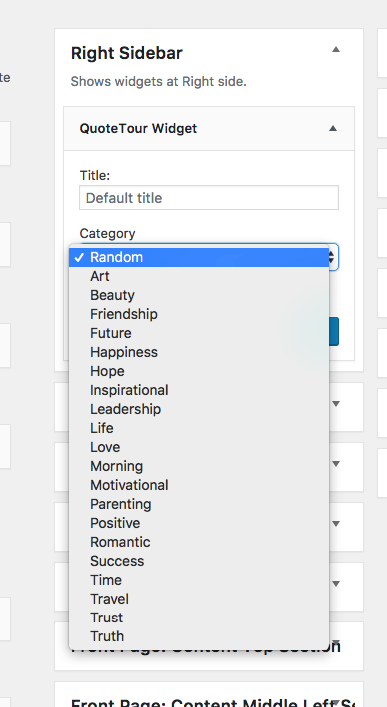 Right Sidebar
Shows widgets at Right side.
te
QuoteTour Widget
Title:
Default title
Category
✓ Random
Art
Beauty
Friendship
Future
Happiness
Hope
Inspirational
Leadership
Life
Love
Morning
Motivational
Parenting
Positive
Romantic
Success
Time
Travel
Trust
Truth
Front Page: Content Top Section
Front Page: Content Middle Left Se